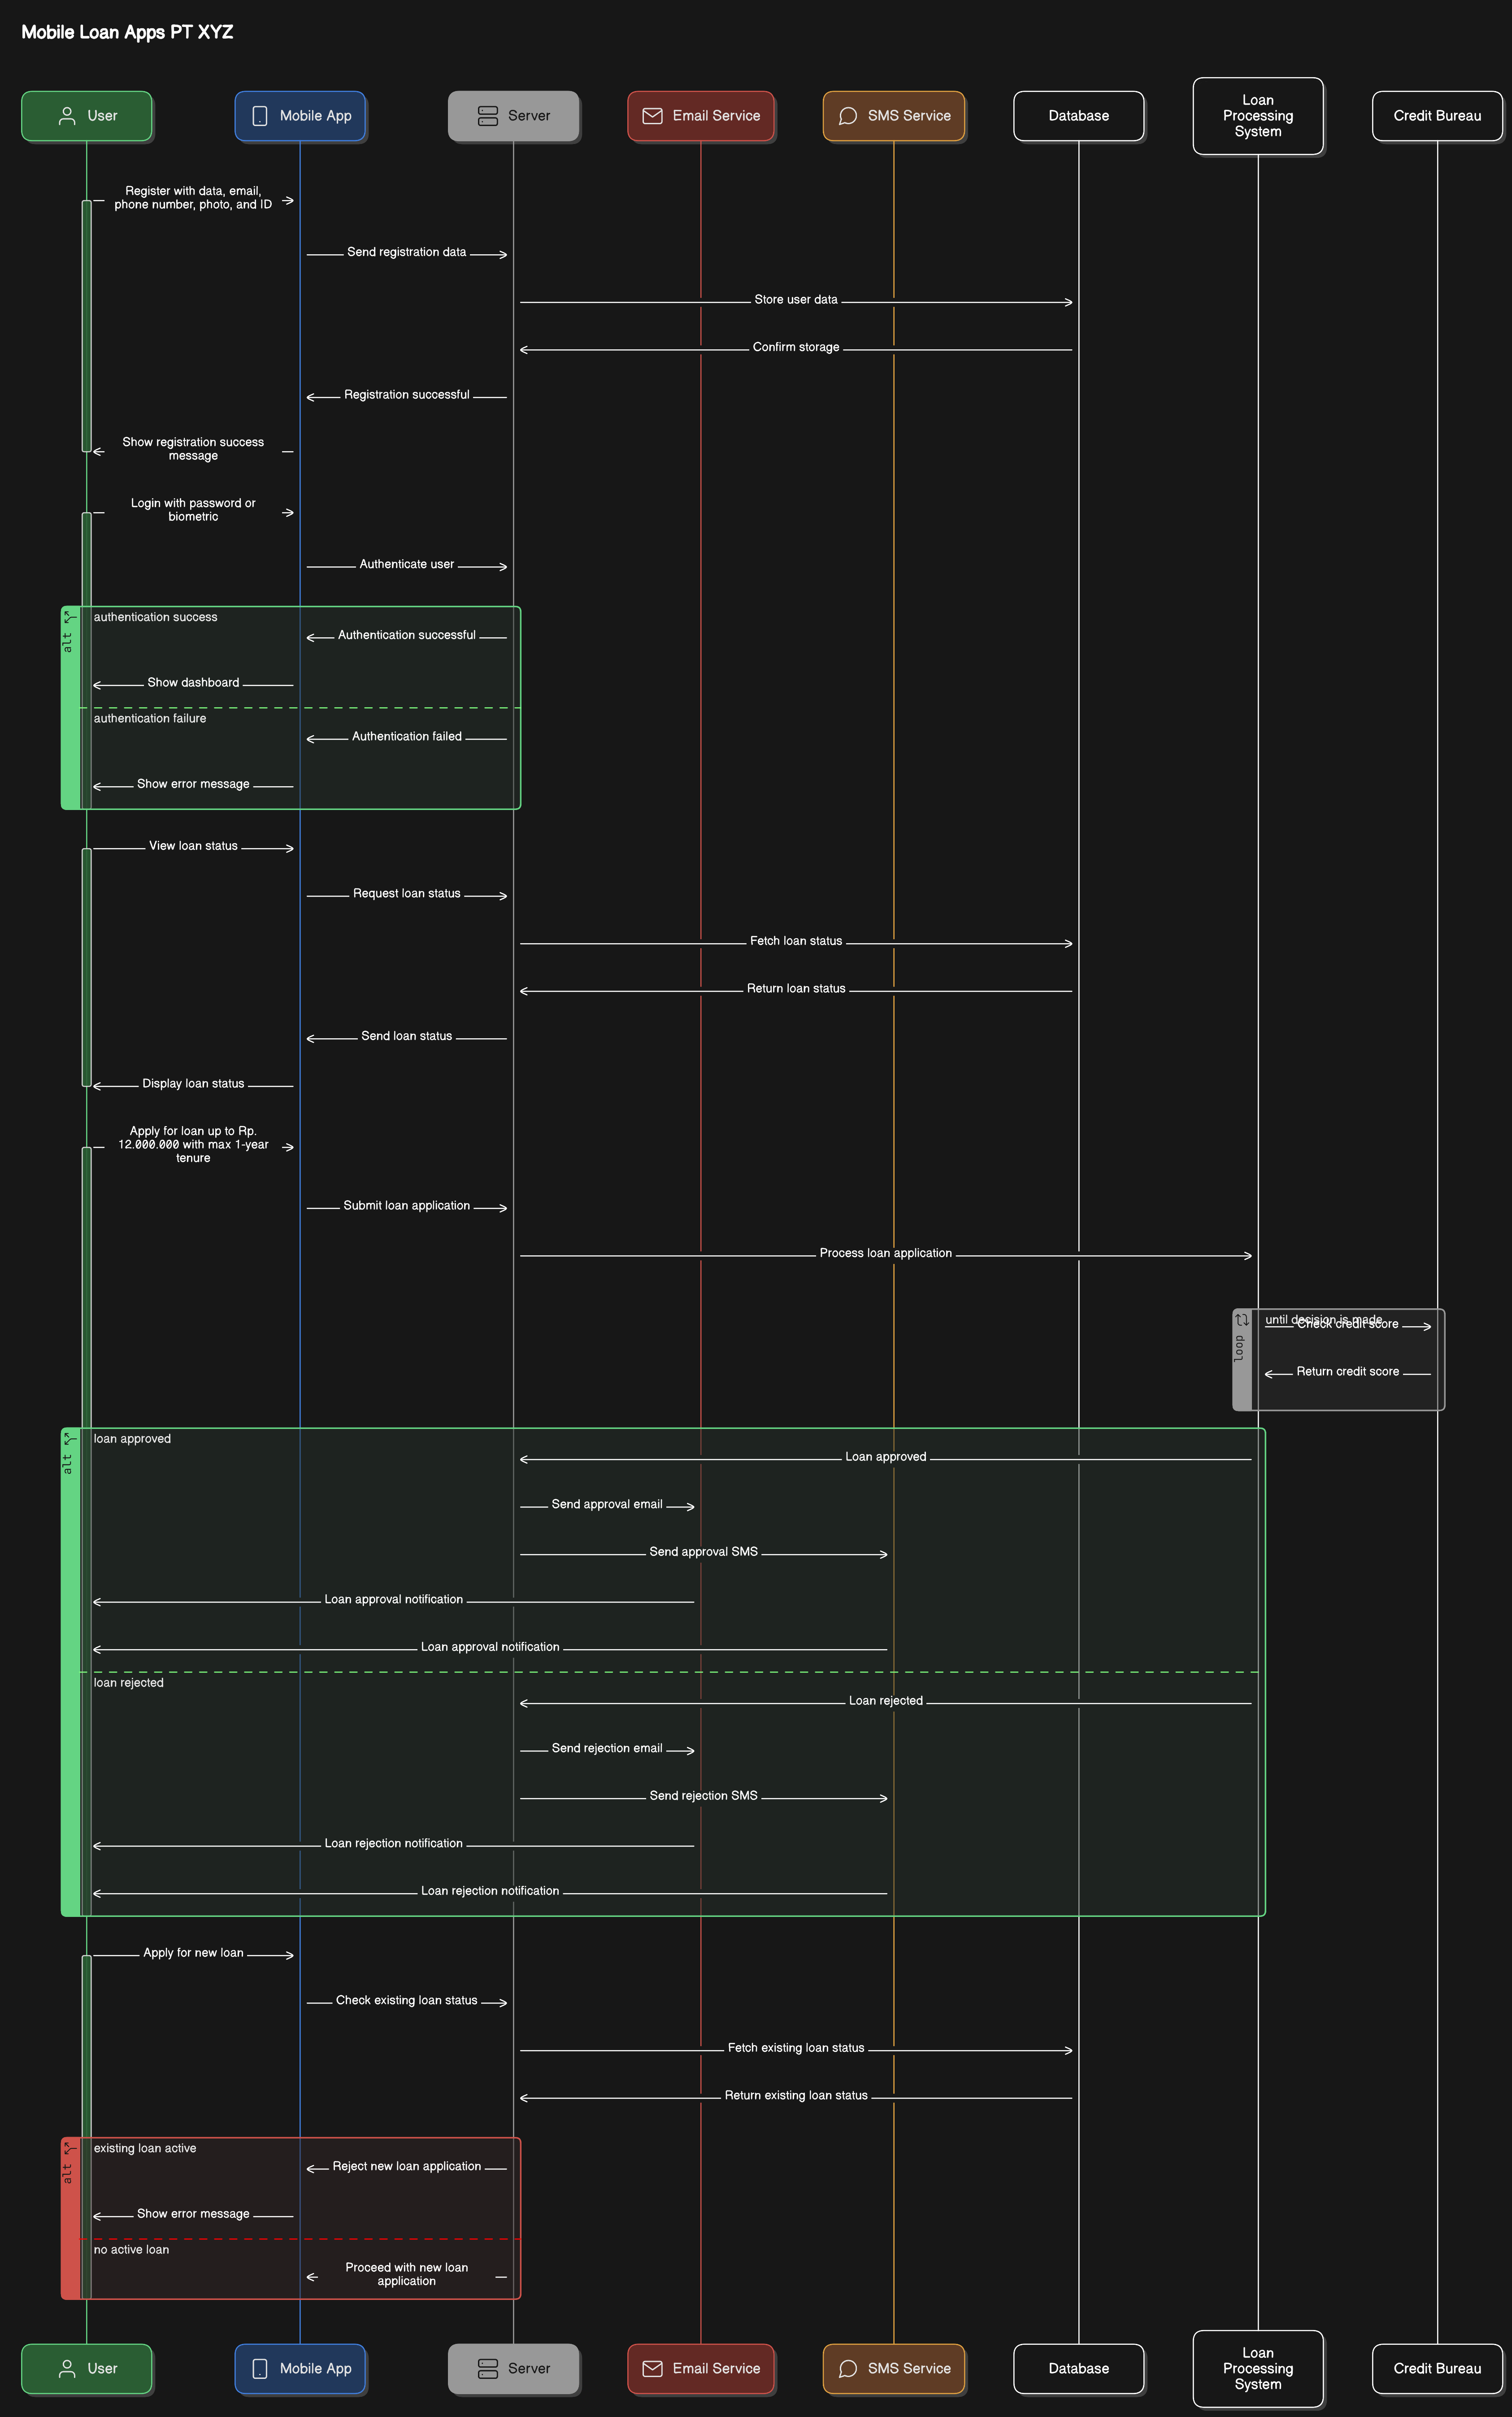 Mobile Loan Apps PT XYZ
User
Mobile App
Server
Email Service
SMS Service
Database
Loan
Processing
System
Credit Bureau
Register with data, email,
phone number, photo, and ID
Send registration data
Store user data
Confirm storage
Registration successful
Show registration success
message
Login with password or
biometric
Authenticate user
alt
authentication success
Authentication successful
Show dashboard
authentication failure
Authentication failed
Show error message
View loan status
Request loan status
Fetch loan status
Return loan status
Send loan status
Display loan status
Apply for loan up to Rp.
12.000.000 with max 1-year
tenure
Submit loan application
Process loan application
loop
until decision is made
Check credit score
Return credit score
alt
loan approved
Loan approved
Send approval email
Send approval SMS
Loan approval notification
Loan approval notification
loan rejected
Loan rejected
Send rejection email
Send rejection SMS
Loan rejection notification
Loan rejection notification
Apply for new loan
Check existing loan status
Fetch existing loan status
Return existing loan status
alt
existing loan active
Reject new loan application
Show error message
no active loan
Proceed with new loan
application
User
Mobile App
Server
Email Service
SMS Service
Database
Loan
Processing
System
Credit Bureau